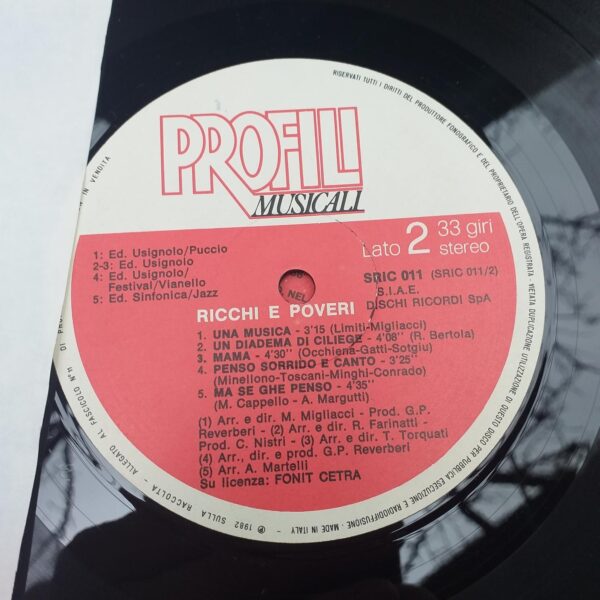 PROFILI
MUSICALI
1: Ed. Usignolo/Puccio
2-3: Ed. Usignolo
4: Ed. Usignolo/
Festival/Vianello
5: Ed. Sinfonica/Jazz
Lato 2 33 giri
stereo
SRIC 011 (SRIC 011/2)
S.I.A.E.
DISCHI RICORDI SpA
NEL
RICCHI E POVERI
1. UNA MUSICA - 3'15 (Limiti-Migliacci)
2. UN DIADEMA DI CILIEGE - 4'08" (R. Bertola)
3. MAMA - 4'30" (Occhiena-Gatti-Sotgiu)
4. PENSO SORRIDO E CANTO - 3'25"
(Minellono-Toscani-Minghi-Conrado)
5. MA SE GHE PENSO - 4'35"
(M. Cappello - A. Margutti)
(1) Arr. e dir. M. Migliacci - Prod. G.P.
Reverberi - (2) Arr. e dir. R. Farinatti -
Prod. C. Nistri - (3) Arr. e dir. T. Torquati
(4) Arr., dir. e prod. G.P. Reverberi
(5) Arr. A. Martelli
Su licenza: FONIT CETRA
RISERVATI TUTTI I DIRITTI DEL PRODUTTORE FONOGRAFICO E DEL PROPRIETARIO DELL'OPERA REGISTRATA - VIETATA DUPLICAZIONE UTILIZZAZIONE DI QUESTO DISCO PER PUBBLICA ESECUZIONE E RADIODIFFUSIONE - MADE IN ITALY - ℗ 1982 SULLA RACCOLTA - ALLEGATO AL FASCICOLO N° 11 DI
IN VENDITA